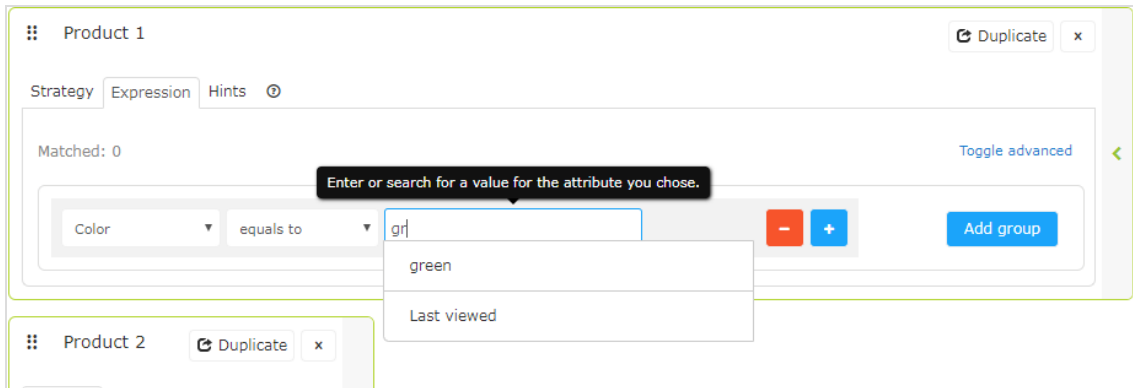 Product 1
Duplicate
x
Strategy Expression Hints
Matched: 0
Toggle advanced
Enter or search for a value for the attribute you chose.
Color equals to gr - + Add group
green
Last viewed
Product 2
Duplicate
x